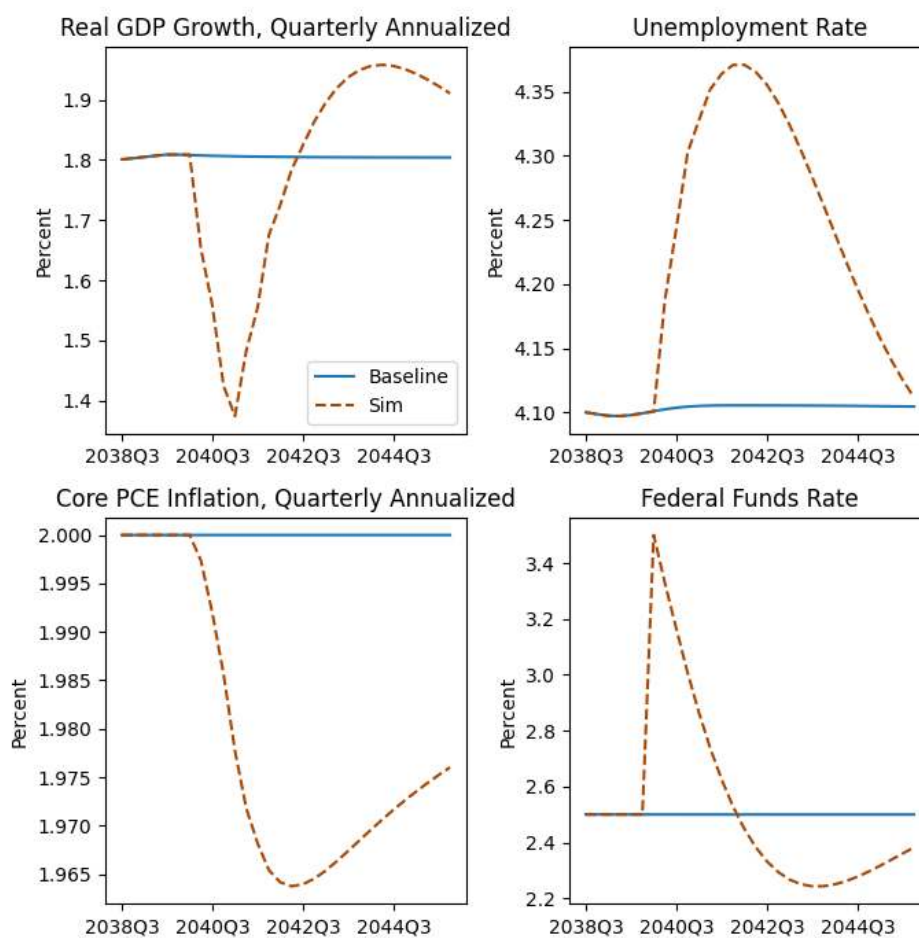 Real GDP Growth, Quarterly Annualized
Unemployment Rate
Percent
1.9
1.8
1.7
1.6
1.5
1.4
Baseline
Sim
2038Q3 2040Q3 2042Q3 2044Q3
Percent
4.35
4.30
4.25
4.20
4.15
4.10
2038Q3 2040Q3 2042Q3 2044Q3
Core PCE Inflation, Quarterly Annualized
Federal Funds Rate
Percent
2.000
1.995
1.990
1.985
1.980
1.975
1.970
1.965
2038Q3 2040Q3 2042Q3 2044Q3
Percent
3.4
3.2
3.0
2.8
2.6
2.4
2.2
2038Q3 2040Q3 2042Q3 2044Q3